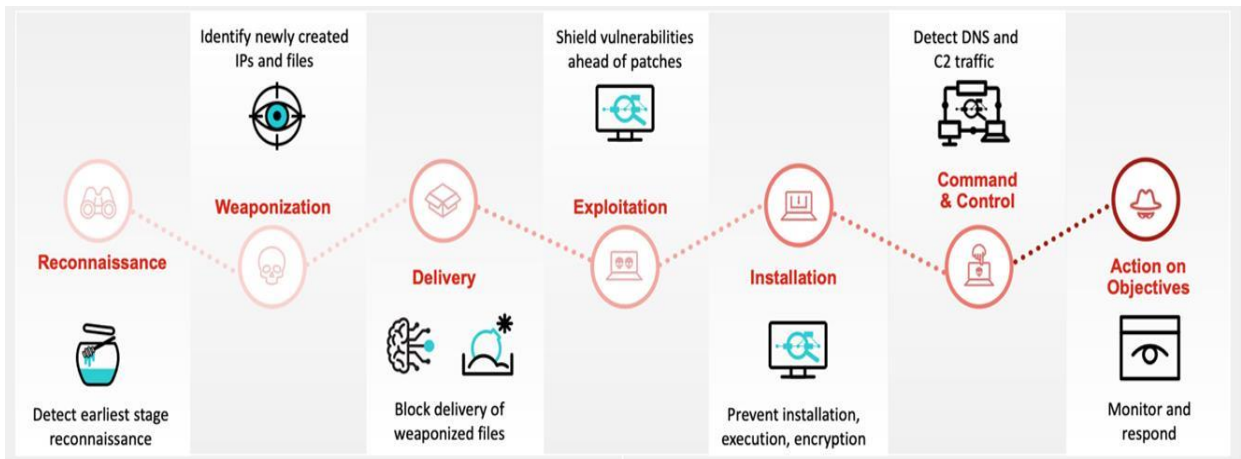 Reconnaissance
Detect earliest stage
reconnaissance
Identify newly created
IPs and files
Weaponization
Delivery
Block delivery of
weaponized files
Shield vulnerabilities
ahead of patches
Exploitation
Installation
Prevent installation,
execution, encryption
Detect DNS and
C2 traffic
Command
& Control
Action on
Objectives
Monitor and
respond